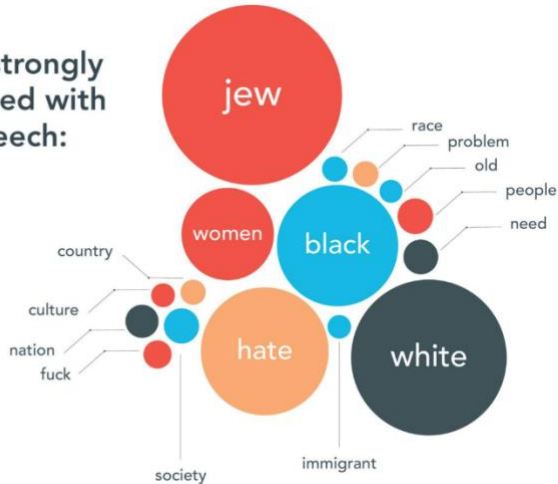 strongly
ed with
eech:
jew
race
problem
old
people
need
women
black
country
culture
nation
fuck
hate
white
society
immigrant